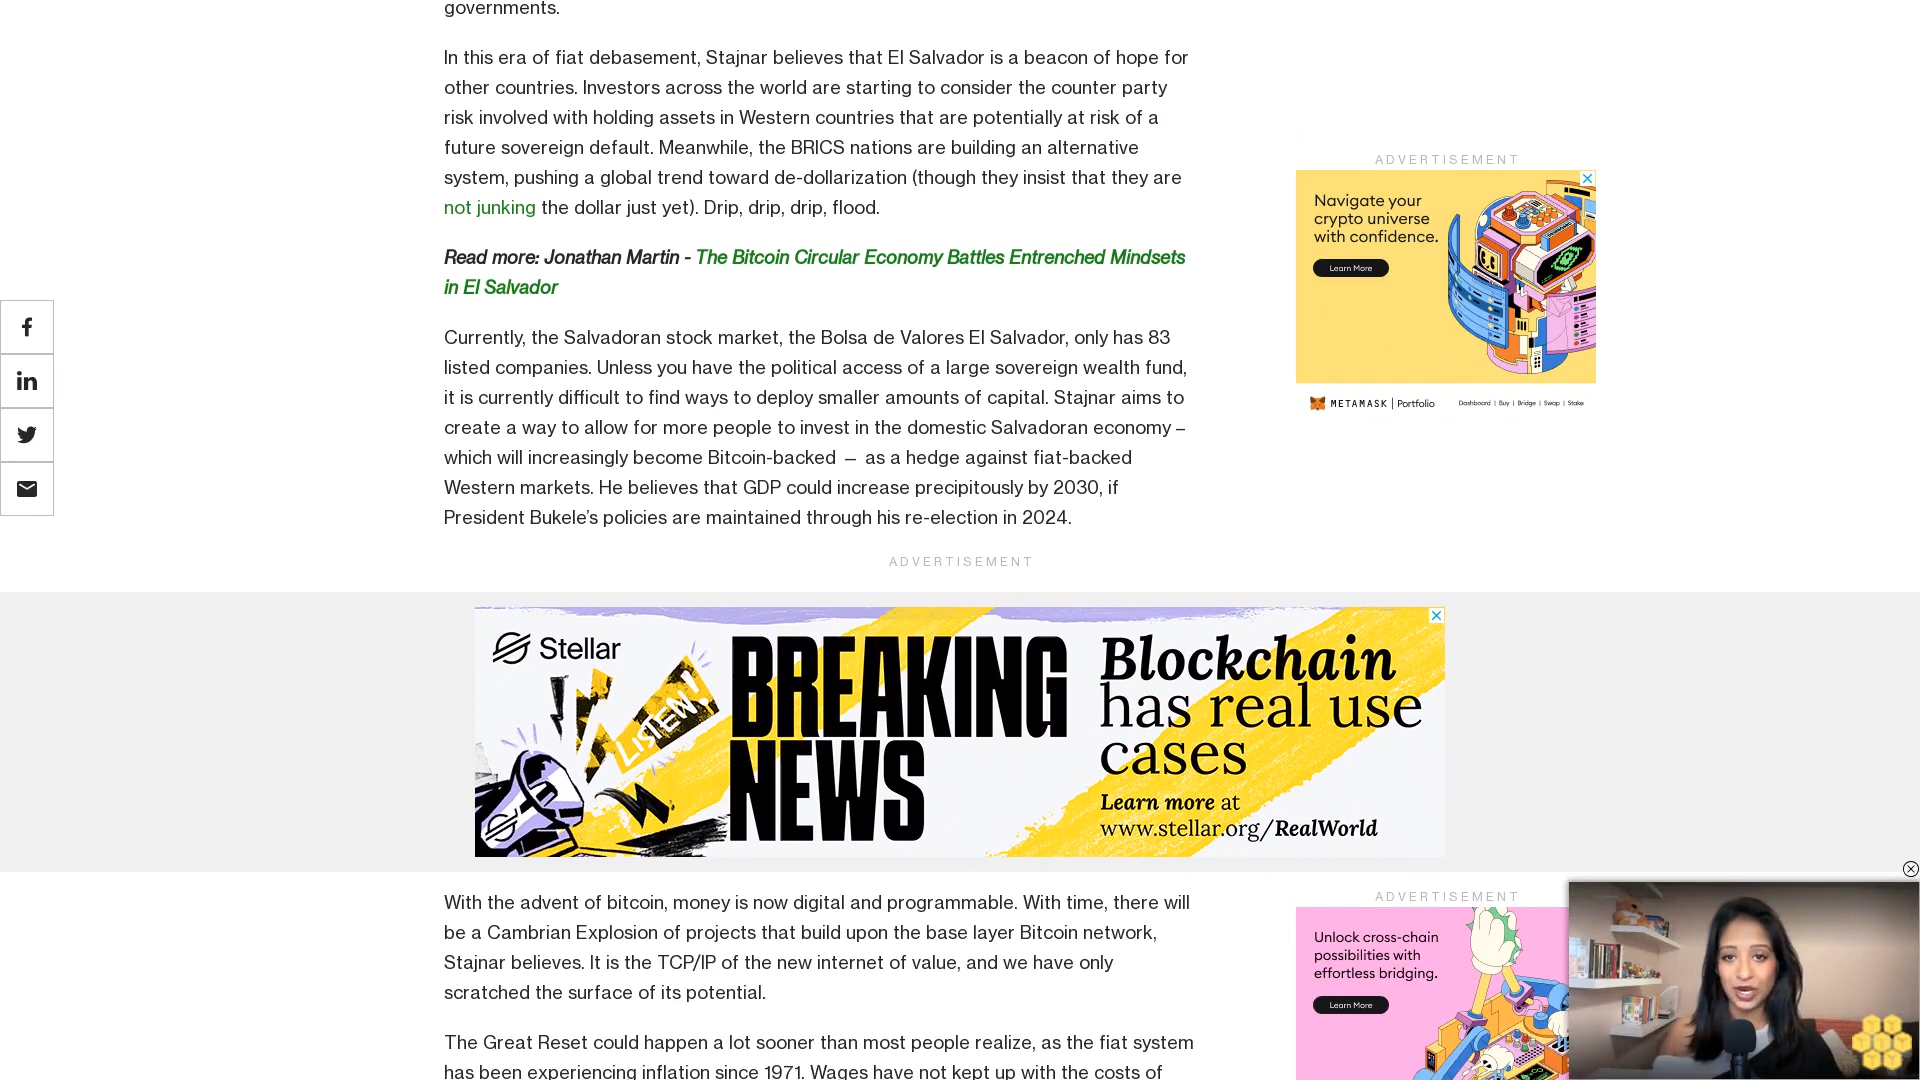 governments.
In this era of fiat debasement, Stajnar believes that El Salvador is a beacon of hope for
other countries. Investors across the world are starting to consider the counter party
risk involved with holding assets in Western countries that are potentially at risk of a
future sovereign default. Meanwhile, the BRICS nations are building an alternative
system, pushing a global trend toward de-dollarization (though they insist that they are
not junking the dollar just yet). Drip, drip, drip, flood.
Read more: Jonathan Martin - The Bitcoin Circular Economy Battles Entrenched Mindsets
in El Salvador
Currently, the Salvadoran stock market, the Bolsa de Valores El Salvador, only has 83
listed companies. Unless you have the political access of a large sovereign wealth fund,
it is currently difficult to find ways to deploy smaller amounts of capital. Stajnar aims to
create a way to allow for more people to invest in the domestic Salvadoran economy –
which will increasingly become Bitcoin-backed — as a hedge against fiat-backed
Western markets. He believes that GDP could increase precipitously by 2030, if
President Bukele’s policies are maintained through his re-election in 2024.
ADVERTISEMENT
Navigate your
crypto universe
with confidence.
Learn More
METAMASK | Portfolio
Dashboard | Buy | Bridge | Swap | Stake
ADVERTISEMENT
Stellar
LISTEN!
BREAKING
NEWS
Blockchain
has real use
cases
Learn more at
www.stellar.org/RealWorld
With the advent of bitcoin, money is now digital and programmable. With time, there will
be a Cambrian Explosion of projects that build upon the base layer Bitcoin network,
Stajnar believes. It is the TCP/IP of the new internet of value, and we have only
scratched the surface of its potential.
The Great Reset could happen a lot sooner than most people realize, as the fiat system
has been experiencing inflation since 1971. Wages have not kept up with the costs of
ADVERTISEMENT
Unlock cross-chain
possibilities with
effortless bridging.
Learn More